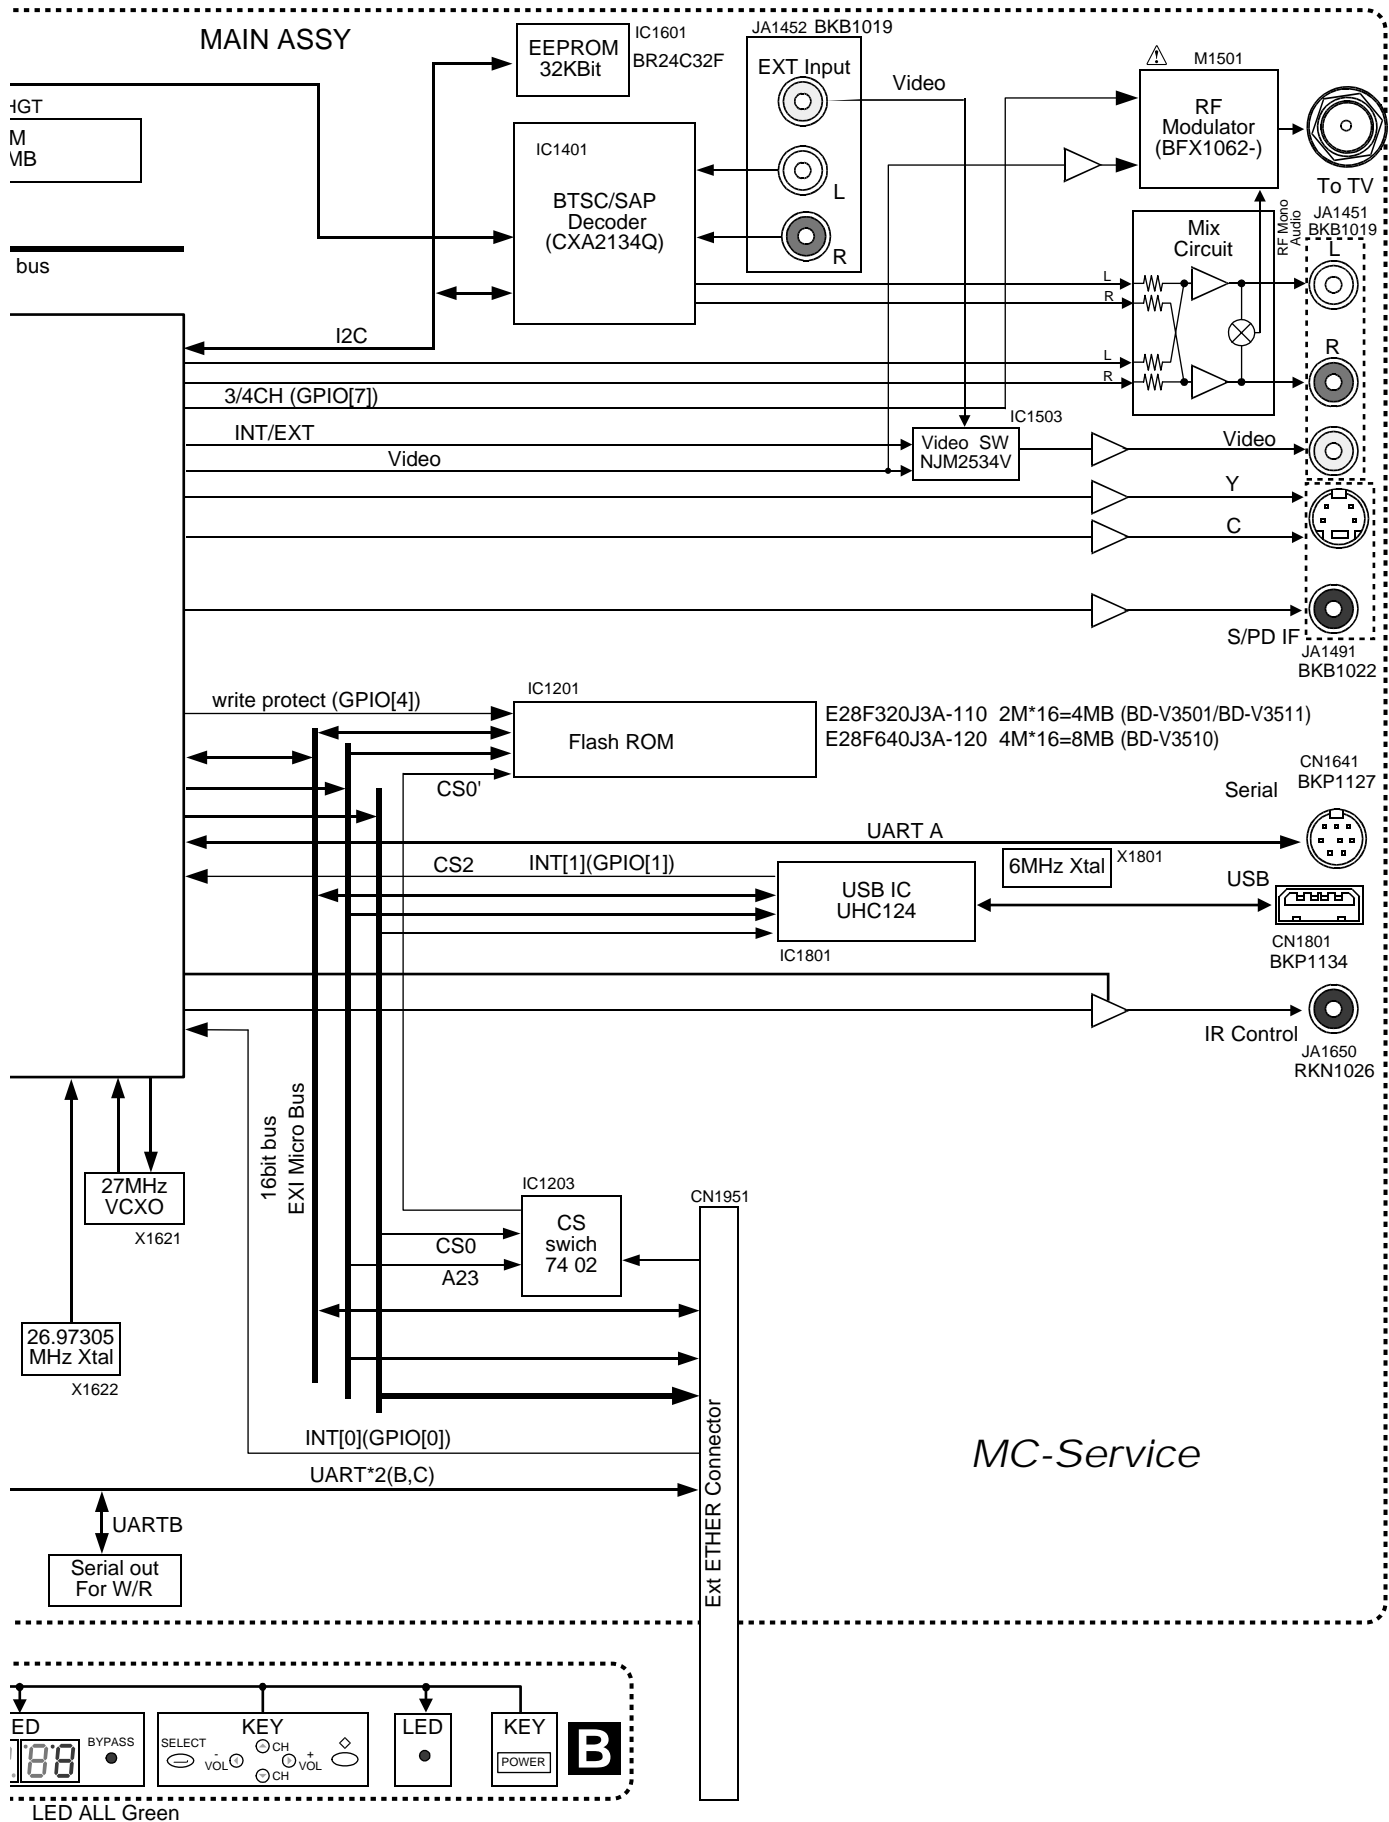 MAIN ASSY
IC1601
EEPROM
32KBit
BR24C32F
JA1452 BKB1019
EXT Input
Video
L
R
M1501
RF
Modulator
(BFX1062-)
To TV
HGT
M
MB
bus
IC1401
BTSC/SAP
Decoder
(CXA2134Q)
JA1451
BKB1019
Mix
Circuit
RF Mono
Audio
L
R
L
R
L
R
I2C
3/4CH (GPIO[7])
INT/EXT
Video
IC1503
Video SW
NJM2534V
Video
Y
C
S/PD IF
JA1491
BKB1022
write protect (GPIO[4])
IC1201
Flash ROM
E28F320J3A-110 2M*16=4MB (BD-V3501/BD-V3511)
E28F640J3A-120 4M*16=8MB (BD-V3510)
CS0'
CN1641
BKP1127
Serial
UART A
CS2
INT[1](GPIO[1])
6MHz Xtal
X1801
USB IC
UHC124
IC1801
USB
CN1801
BKP1134
IR Control
JA1650
RKN1026
16bit bus
EXI Micro Bus
27MHz
VCXO
X1621
IC1203
CS
swich
74 02
CS0
A23
CN1951
26.97305
MHz Xtal
X1622
INT[0](GPIO[0])
UART*2(B,C)
Ext ETHER Connector
MC-Service
UARTB
Serial out
For W/R
ED
BYPASS
KEY
SELECT
- VOL
CH
CH
+ VOL
LED
KEY
POWER
B
LED ALL Green